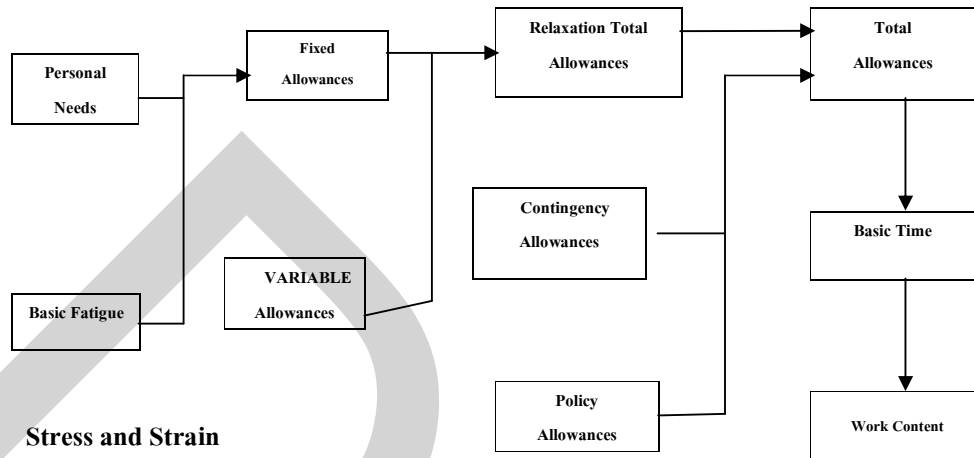 Personal
Needs
Basic Fatigue
Fixed
Allowances
VARIABLE
Allowances
Relaxation Total
Allowances
Contingency
Allowances
Policy
Allowances
Total
Allowances
Basic Time
Work Content
Stress and Strain